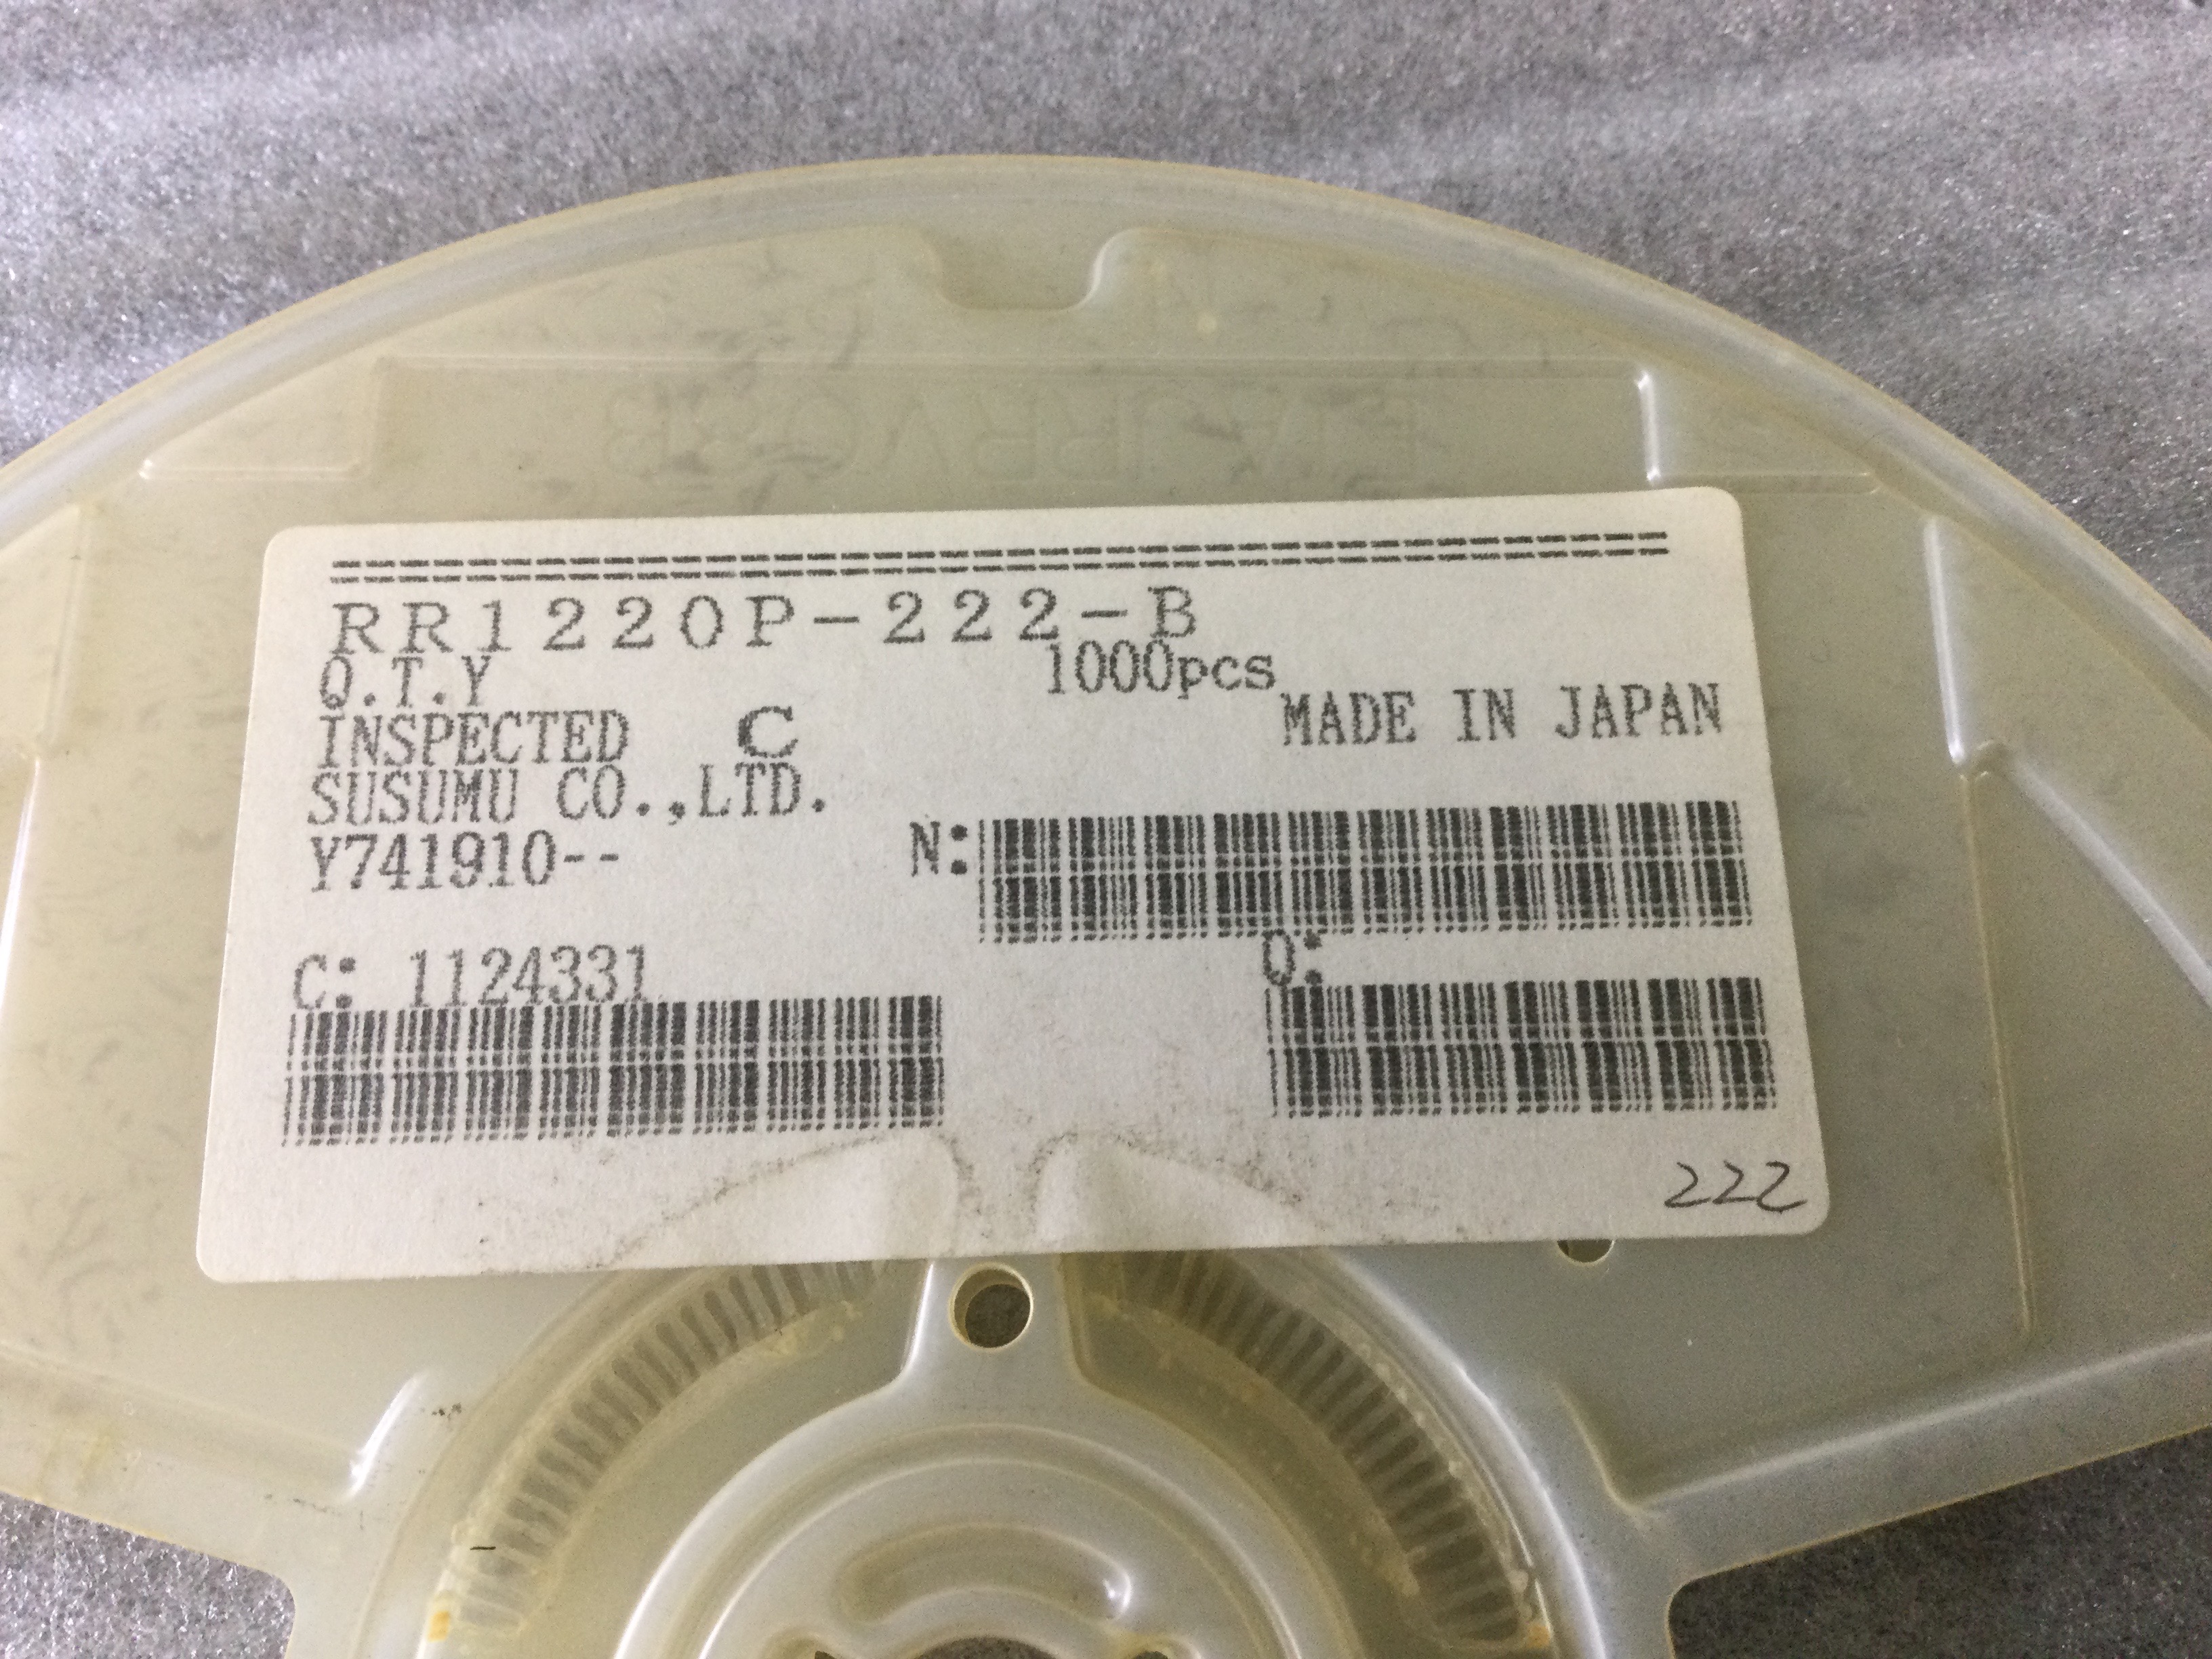 RR1220P-222-B
Q.T.Y 1000pcs
INSPECTED C MADE IN JAPAN
SUSUMU CO.,LTD.
Y741910-- N:
C: 1124331 Q:
222